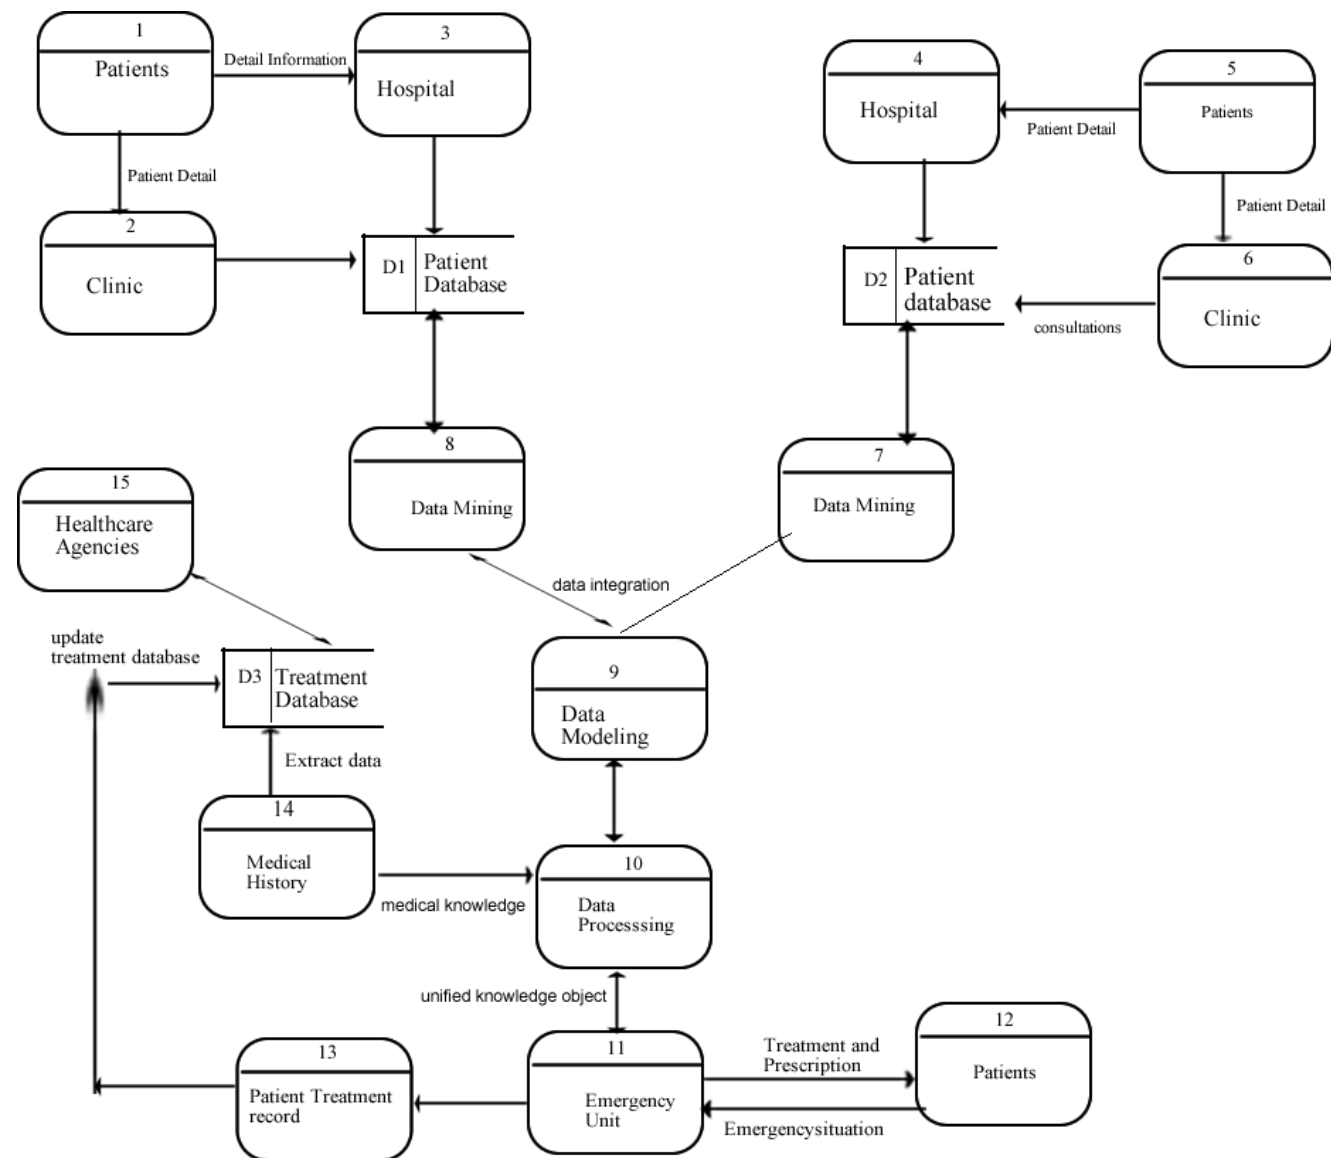 1
Patients
Detail Information
3
Hospital
4
Hospital
5
Patients
Patient Detail
Patient Detail
2
Clinic
Patient Detail
D1
Patient
Database
D2
Patient
database
6
Clinic
consultations
8
Data Mining
7
Data Mining
15
Healthcare
Agencies
data integration
update
treatment database
D3
Treatment
Database
9
Data
Modeling
Extract data
14
Medical
History
medical knowledge
10
Data
Processsing
unified knowledge object
13
Patient Treatment
record
11
Emergency
Unit
Treatment and
Prescription
12
Patients
Emergencysituation